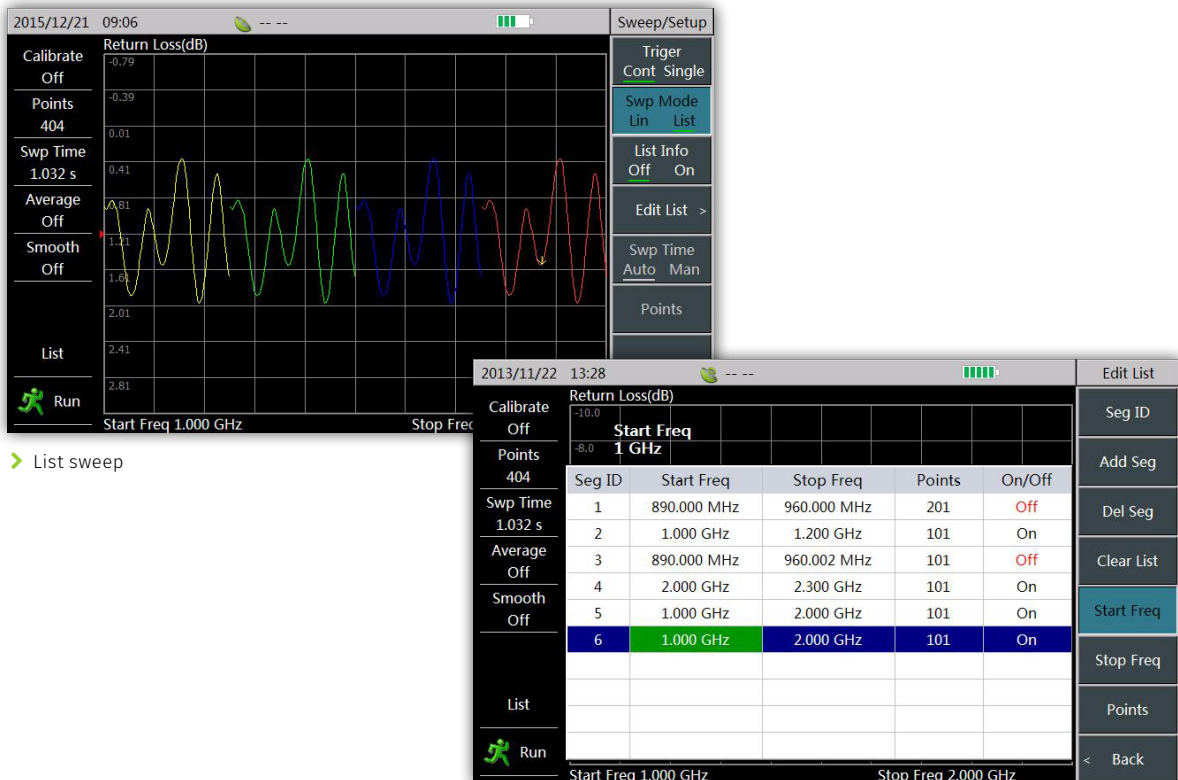 2015/12/21 09:06 -- -- Sweep/Setup
Calibrate
Off
Points
404
Swp Time
1.032 s
Average
Off
Smooth
Off
List
Run
Return Loss(dB)
-0.79
-0.39
0.01
0.41
0.81
1.21
1.61
2.01
2.41
2.81
Start Freq 1.000 GHz Stop Freq
Triger
Cont Single
Swp Mode
Lin List
List Info
Off On
Edit List >
Swp Time
Auto Man
Points
List sweep
2013/11/22 13:28 -- -- Edit List
Calibrate
Off
Points
404
Swp Time
1.032 s
Average
Off
Smooth
Off
List
Run
Return Loss(dB)
-10.0
Start Freq
-8.0 1 GHz
Seg ID Start Freq Stop Freq Points On/Off
1 890.000 MHz 960.000 MHz 201 Off
2 1.000 GHz 1.200 GHz 101 On
3 890.000 MHz 960.002 MHz 101 Off
4 2.000 GHz 2.300 GHz 101 On
5 1.000 GHz 2.000 GHz 101 On
6 1.000 GHz 2.000 GHz 101 On
Start Freq 1.000 GHz Stop Freq 2.000 GHz
Seg ID
Add Seg
Del Seg
Clear List
Start Freq
Stop Freq
Points
< Back